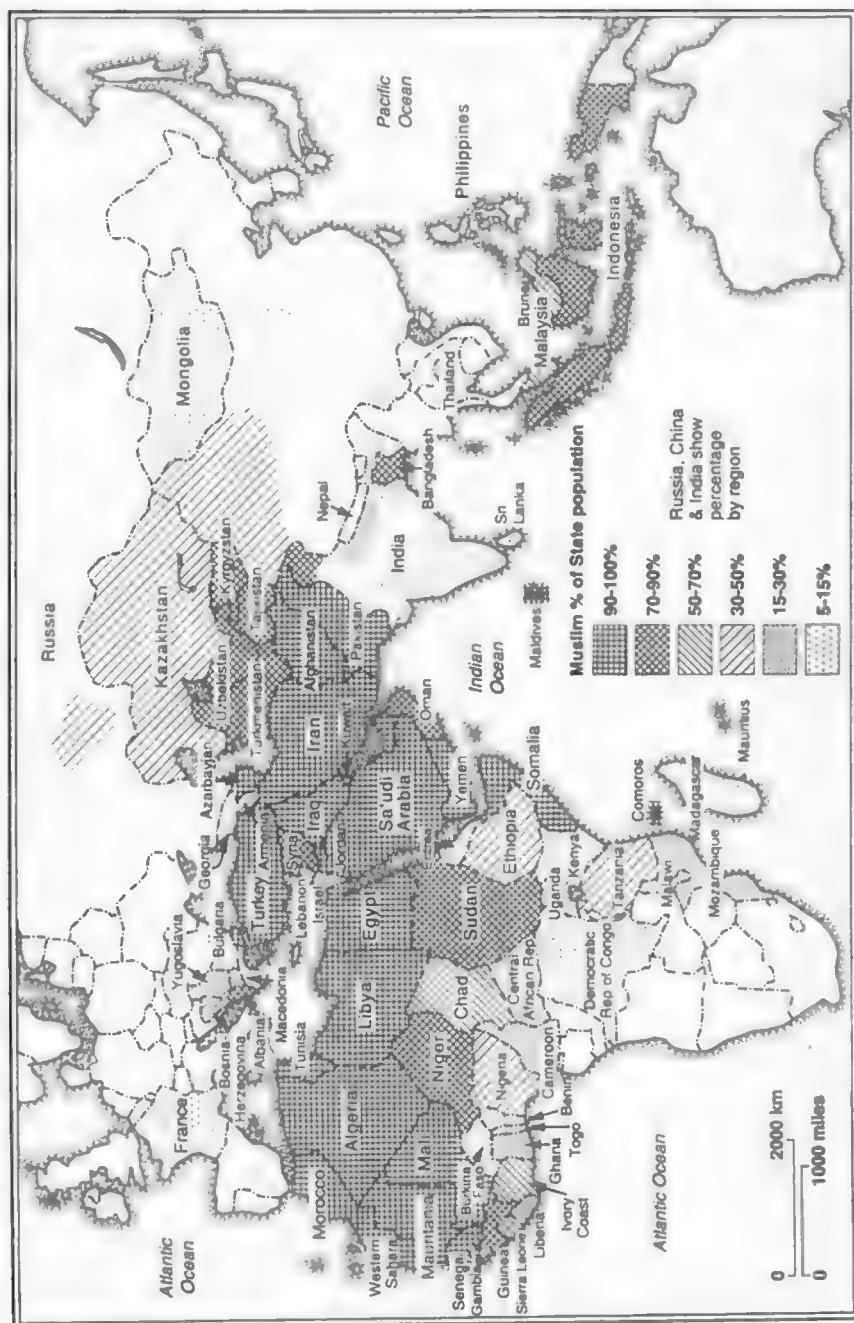 Atlantic
Ocean
France
Yugoslavia
Bulgaria
Bosnia
Herzegovina
Albania
Macedonia
Georgia
Azarbayjan
Russia
Kazakhstan
Mongolia
Uzbekistan
Kyrgyzstan
Turkmenistan
Turkey
Armenia
Syria
Lebanon
Israel
Iraq
Jordan
Iran
Kuwait
Afghanistan
Pakistan
Nepal
India
Bangladesh
Sri
Lanka
Thailand
Pacific
Ocean
Philippines
Malaysia
Indonesia
Morocco
Tunisia
Algeria
Libya
Egypt
Sa'udi
Arabia
Oman
Yemen
Western
Sahara
Mauritania
Mali
Niger
Chad
Sudan
Ethiopia
Somalia
Gambia
Guinea
Sierra Leone
Liberia
Ivory
Coast
Burkina
Faso
Ghana
Togo
Benin
Nigeria
Cameroon
Central
African Rep
Democratic
Rep of Congo
Uganda
Kenya
Tanzania
Malawi
Mozambique
Comoros
Madagascar
Mauritius
Indian
Ocean
Maldives
Atlantic Ocean
0 2000 km
0 1000 miles
Muslim % of State population
90-100%
70-90%
50-70%
30-50%
15-30%
5-15%
Russia, China
& India show
percentage
by region